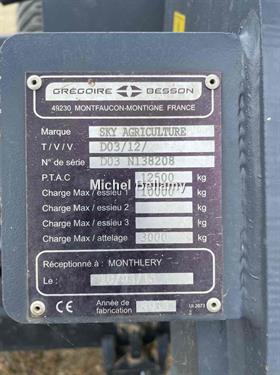 GRÉGOIRE BESSON
49230 MONTFAUCON-MONTIGNE FRANCE
Marque SKY AGRICULTURE
T / V / V. D03/12/
N° de série D03 N138208
P.T.A.C 12500 kg
Charge Max / essieu 1 10000 kg
Charge Max / essieu 2 kg
Charge Max / essieu 3 kg
Charge Max / attelage 3000 kg
Michel Bellamy
Réceptionné à : MONTHLERY
Le :
CE Année de fabrication